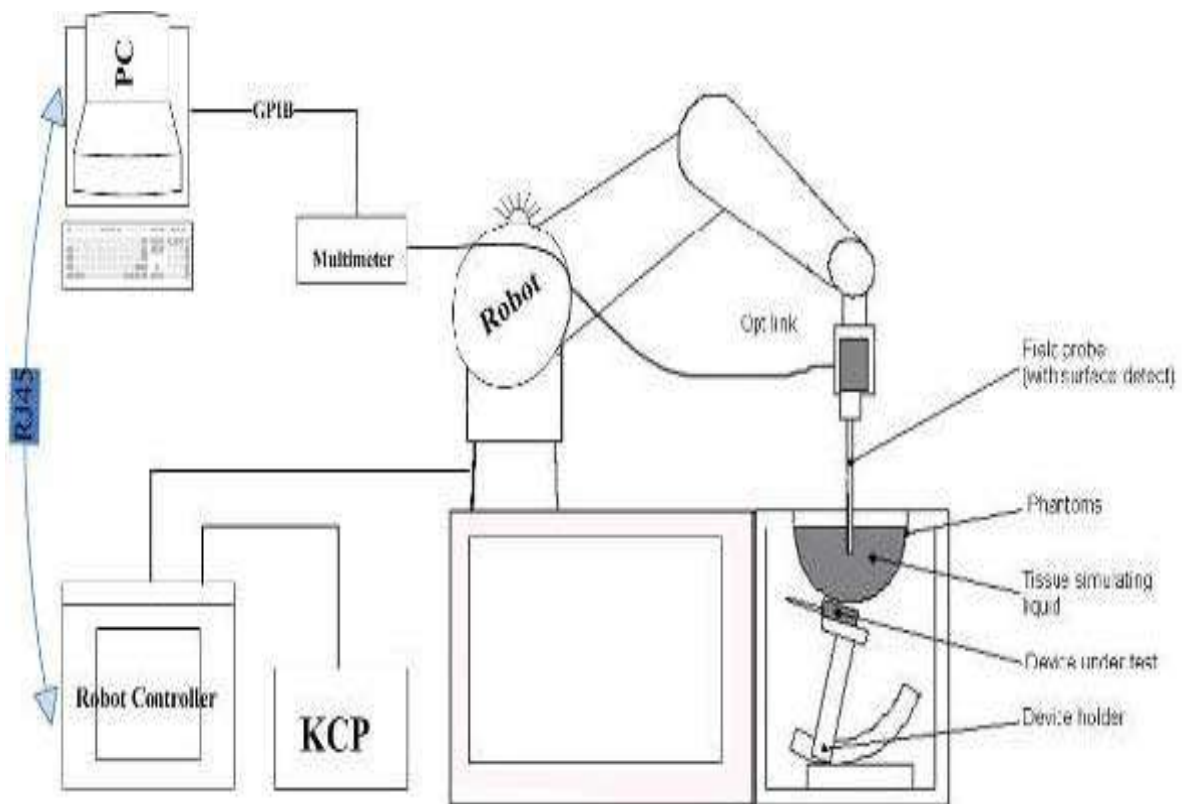 PC
GPIB
Multimeter
Robot
Opt link
Field probe
(with surface detect)
RJ45
Phantoms
Tissue simulating
liquid
Device under test
Device holder
Robot Controller
KCP